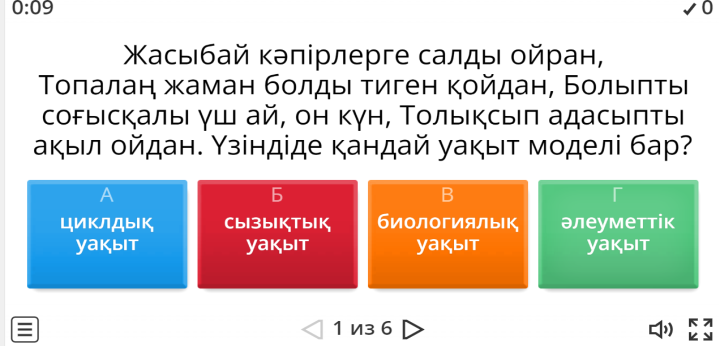 0:09
✓ 0
Жасыбай кәпірлерге салды ойран,
Топалаң жаман болды тиген қойдан, Болыпты
соғысқалы үш ай, он күн, Толықсып адасыпты
ақыл ойдан. Үзіндіде қандай уақыт моделі бар?
А
циклдық
уақыт
Б
сызықтық
уақыт
В
биологиялық
уақыт
Г
әлеуметтік
уақыт
1 из 6